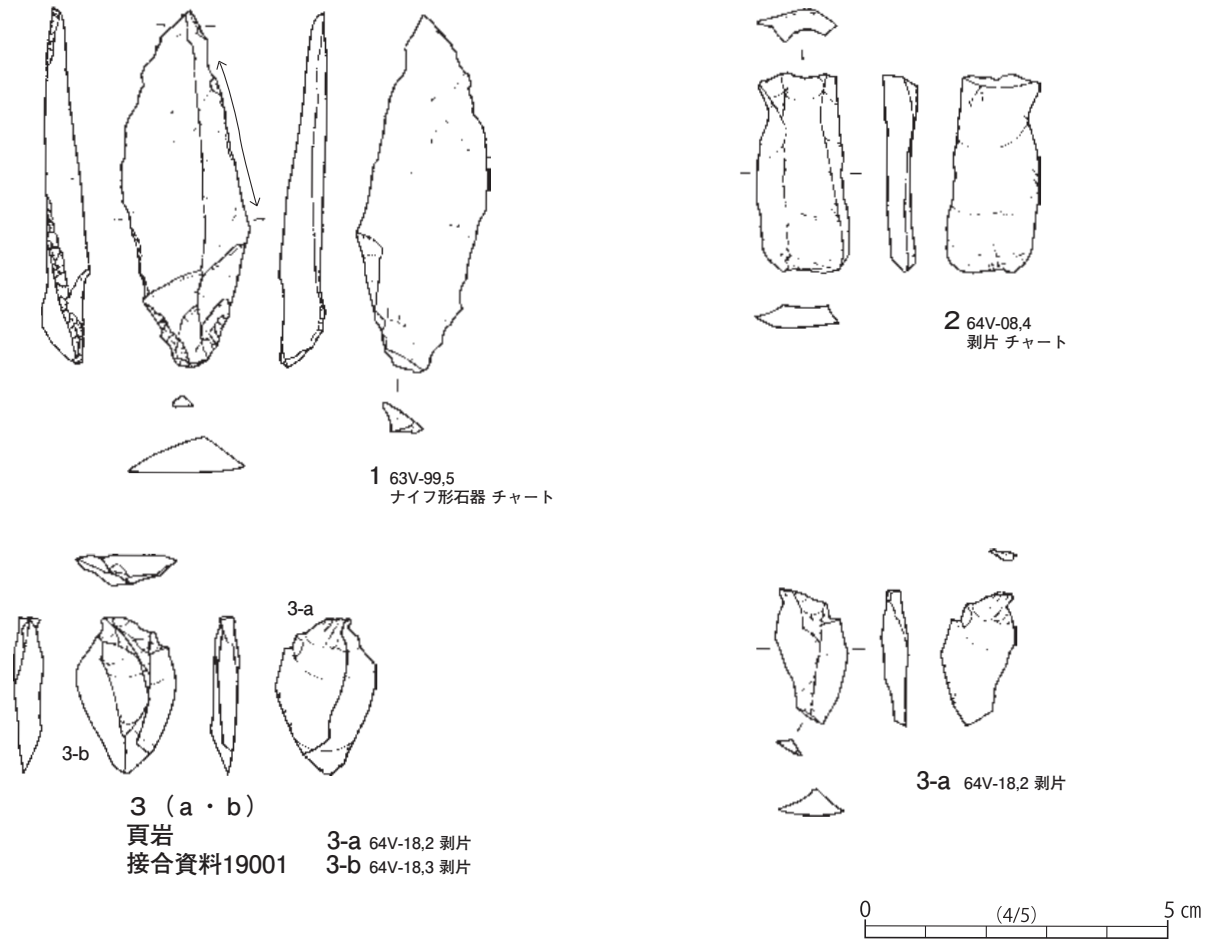 1 63V-99,5
ナイフ形石器 チャート
2 64V-08,4
剥片 チャート
3-a
3-b
3（a・b）
頁岩
接合資料19001
3-a 64V-18,2 剥片
3-b 64V-18,3 剥片
3-a 64V-18,2 剥片
0 (4/5) 5 cm